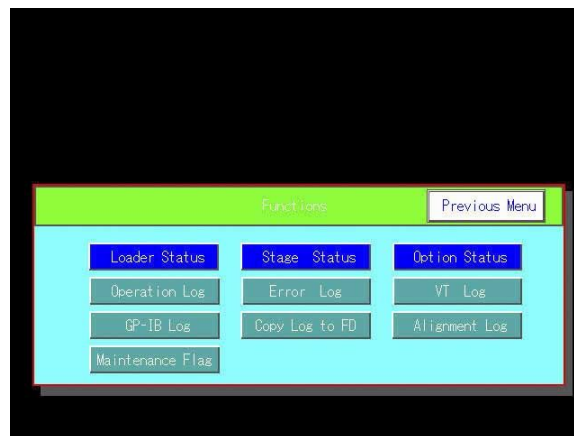 Functions
Previous Menu
Loader Status
Stage Status
Option Status
Operation Log
Error Log
VT Log
GP-IB Log
Copy Log to FD
Alignment Log
Maintenance Flag